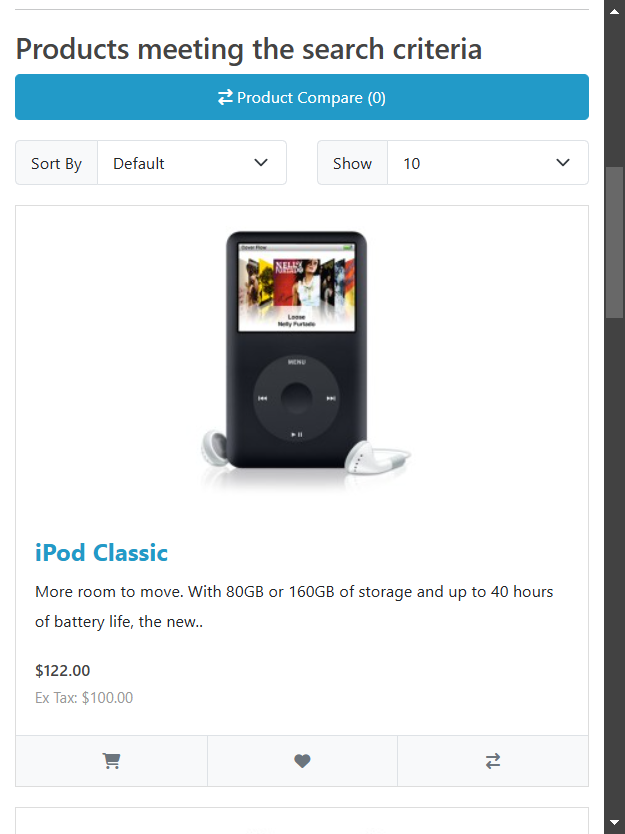 Products meeting the search criteria
Product Compare (0)
Sort By
Default
Show
10
Cover Flow
NELLY
FURTADO
Loose
Nelly Furtado
MENU
iPod Classic
More room to move. With 80GB or 160GB of storage and up to 40 hours
of battery life, the new..
$122.00
Ex Tax: $100.00